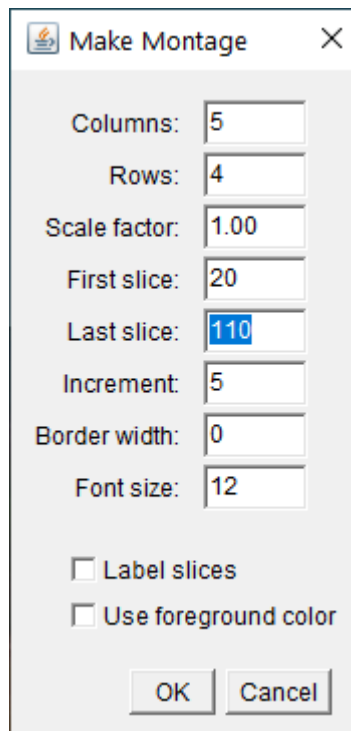 Make Montage
Columns: 5
Rows: 4
Scale factor: 1.00
First slice: 20
Last slice: 110
Increment: 5
Border width: 0
Font size: 12
Label slices
Use foreground color
OK Cancel